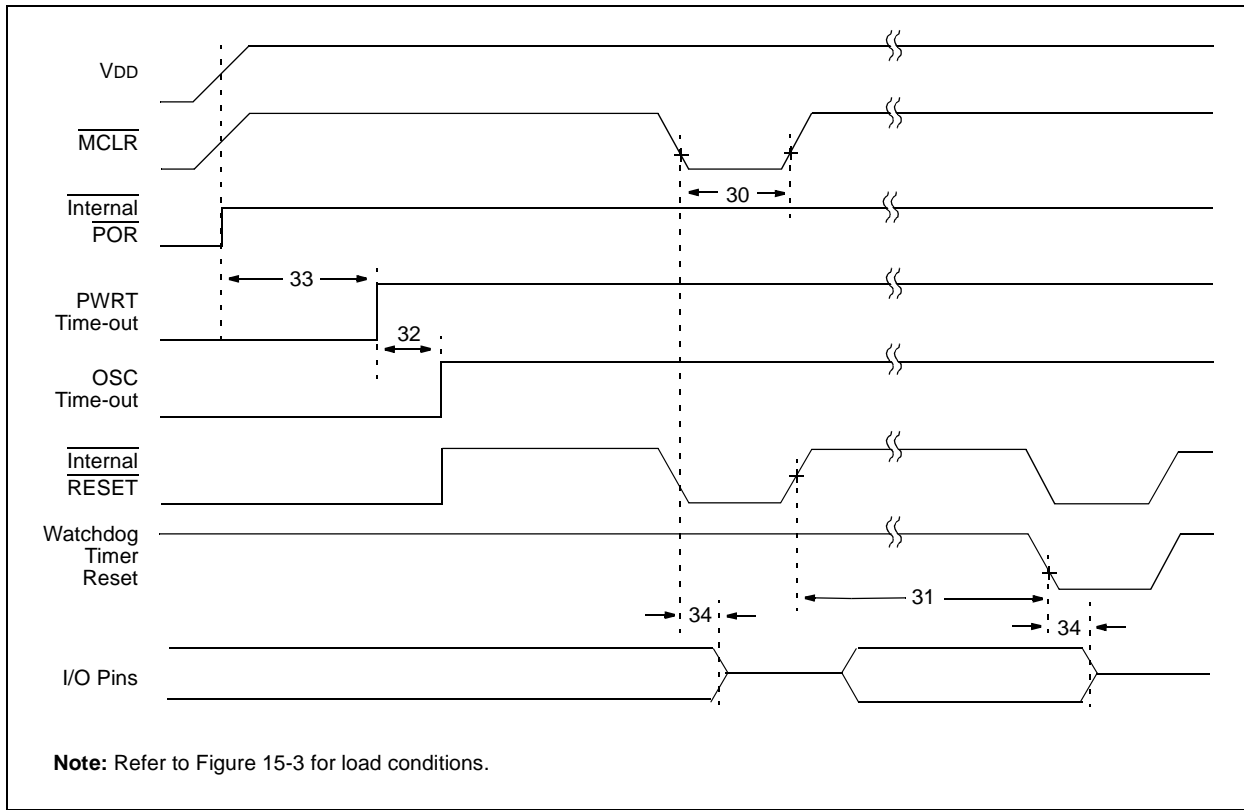 VDD
MCLR
Internal
POR
30
33
PWRT
Time-out
32
OSC
Time-out
Internal
RESET
Watchdog
Timer
Reset
31
34
34
I/O Pins
Note: Refer to Figure 15-3 for load conditions.